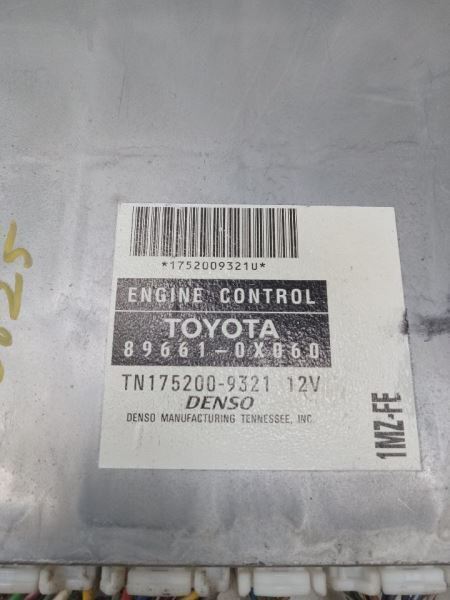 *1752009321U*
ENGINE CONTROL
TOYOTA
89661-0X060
TN175200-9321 12V
DENSO
DENSO MANUFACTURING TENNESSEE, INC.
1MZ-FE